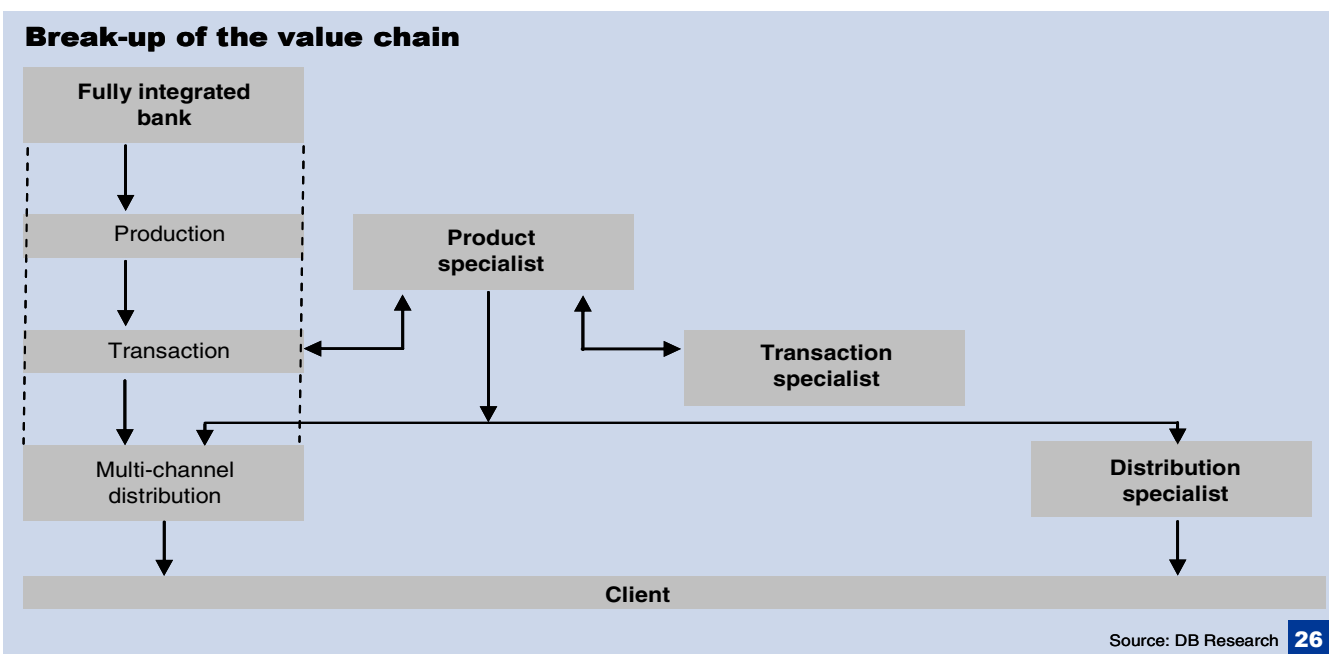 Break-up of the value chain
Fully integrated
bank
Production
Product
specialist
Transaction
Transaction
specialist
Multi-channel
distribution
Distribution
specialist
Client
Source: DB Research 26